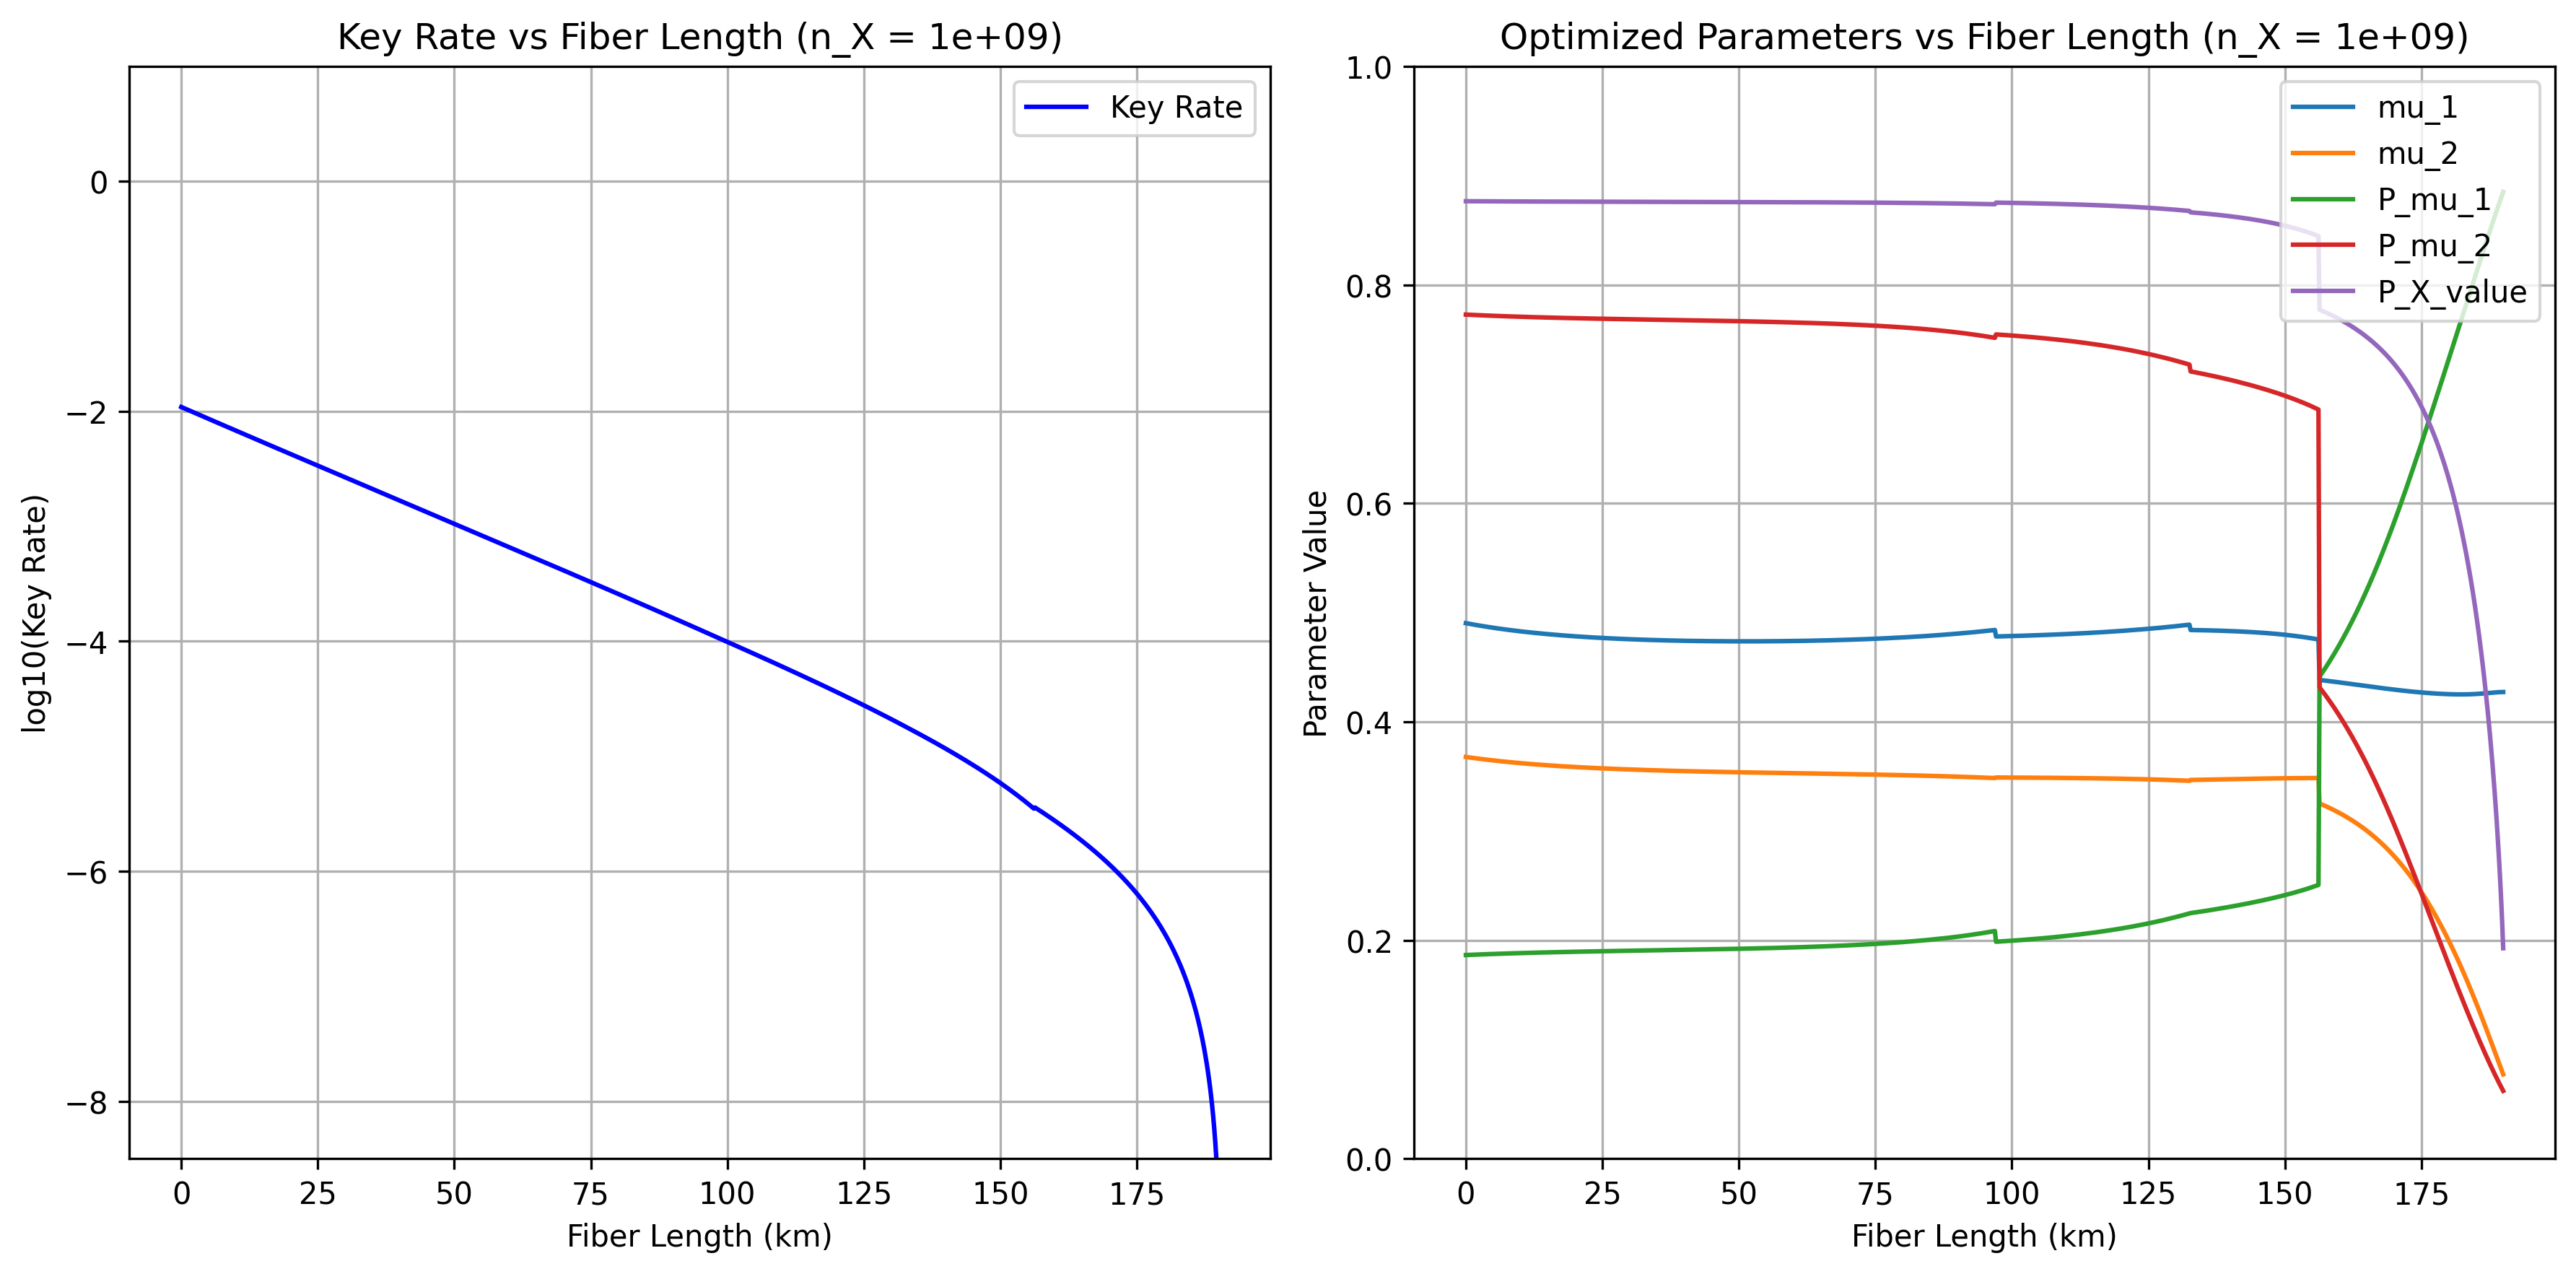 Key Rate vs Fiber Length (n_X = 1e+09)
Key Rate
log10(Key Rate)
0
−2
−4
−6
−8
0 25 50 75 100 125 150 175
Fiber Length (km)
Optimized Parameters vs Fiber Length (n_X = 1e+09)
mu_1
mu_2
P_mu_1
P_mu_2
P_X_value
Parameter Value
1.0
0.8
0.6
0.4
0.2
0.0
0 25 50 75 100 125 150 175
Fiber Length (km)